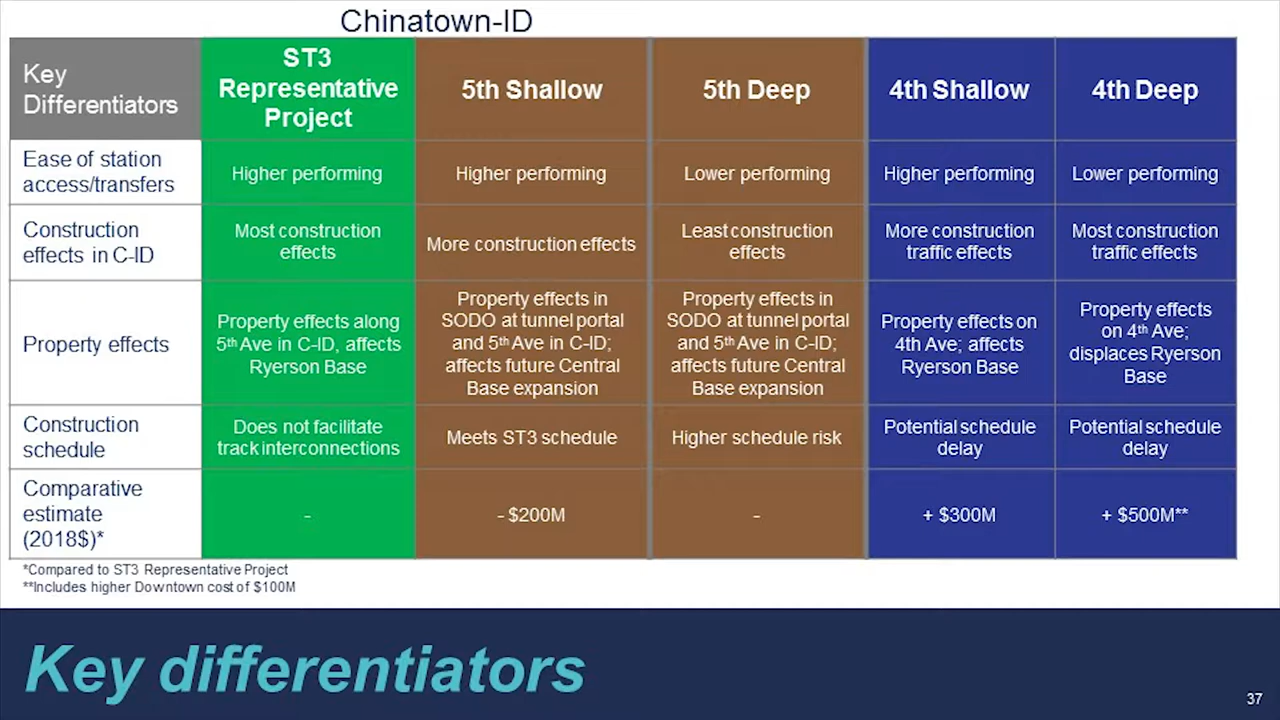 Chinatown-ID
Key
Differentiators
ST3
Representative
Project
5th Shallow
5th Deep
4th Shallow
4th Deep
Ease of station
access/transfers
Higher performing
Higher performing
Lower performing
Higher performing
Lower performing
Construction
effects in C-ID
Most construction
effects
More construction effects
Least construction
effects
More construction
traffic effects
Most construction
traffic effects
Property effects
Property effects along
5th Ave in C-ID, affects
Ryerson Base
Property effects in
SODO at tunnel portal
and 5th Ave in C-ID;
affects future Central
Base expansion
Property effects in
SODO at tunnel portal
and 5th Ave in C-ID;
affects future Central
Base expansion
Property effects on
4th Ave; affects
Ryerson Base
Property effects
on 4th Ave;
displaces Ryerson
Base
Construction
schedule
Does not facilitate
track interconnections
Meets ST3 schedule
Higher schedule risk
Potential schedule
delay
Potential schedule
delay
Comparative
estimate
(2018$)*
-
- $200M
-
+ $300M
+ $500M**
*Compared to ST3 Representative Project
**Includes higher Downtown cost of $100M
Key differentiators
37